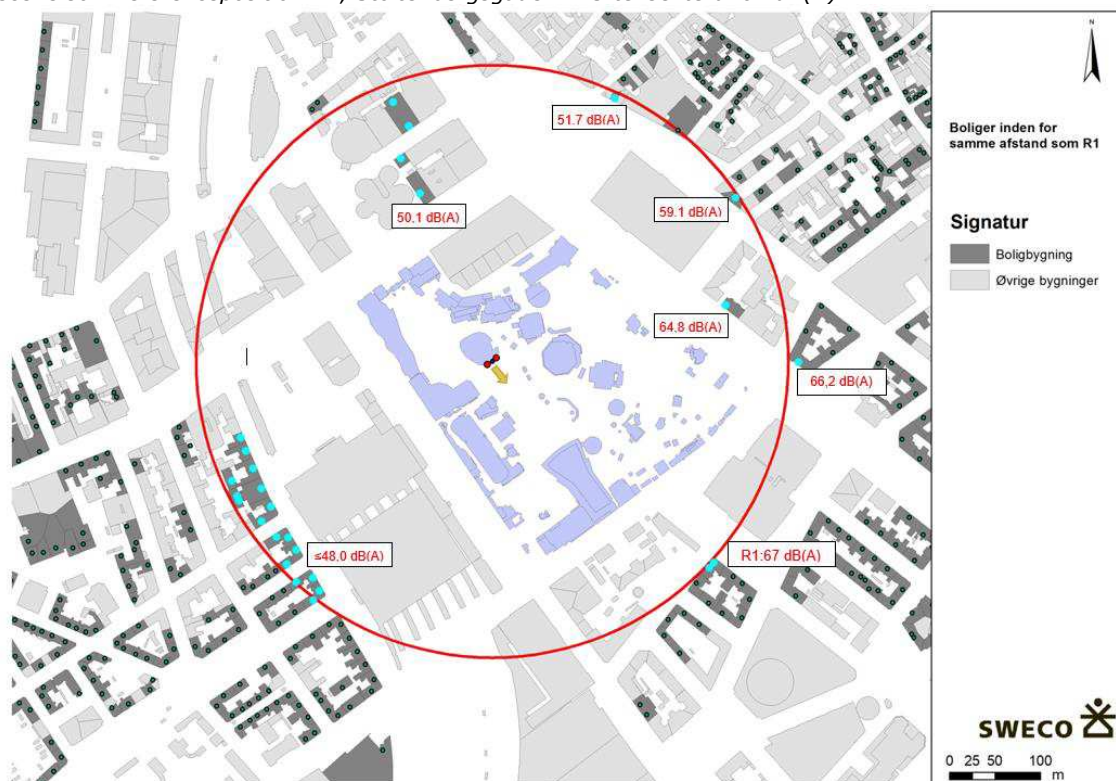 51.7 dB(A)
Boliger inden for
samme afstand som R1
59.1 dB(A)
50.1 dB(A)
Signatur
Boligbygning
Øvrige bygninger
64,8 dB(A)
66,2 dB(A)
≤48,0 dB(A)
R1:67 dB(A)
SWECO
0 25 50 100
m